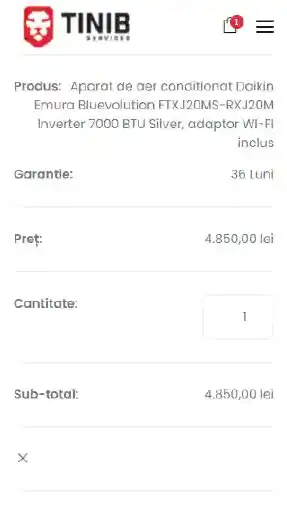 TINIB
SERVICES
1
Produs: Aparat de aer conditionat Daikin
Emura Bluevolution FTXJ20MS-RXJ20M
Inverter 7000 BTU Silver, adaptor Wi-Fi
inclus
Garantie: 36 Luni
Preț: 4.850,00 lei
Cantitate: 1
Sub-total: 4.850,00 lei
×